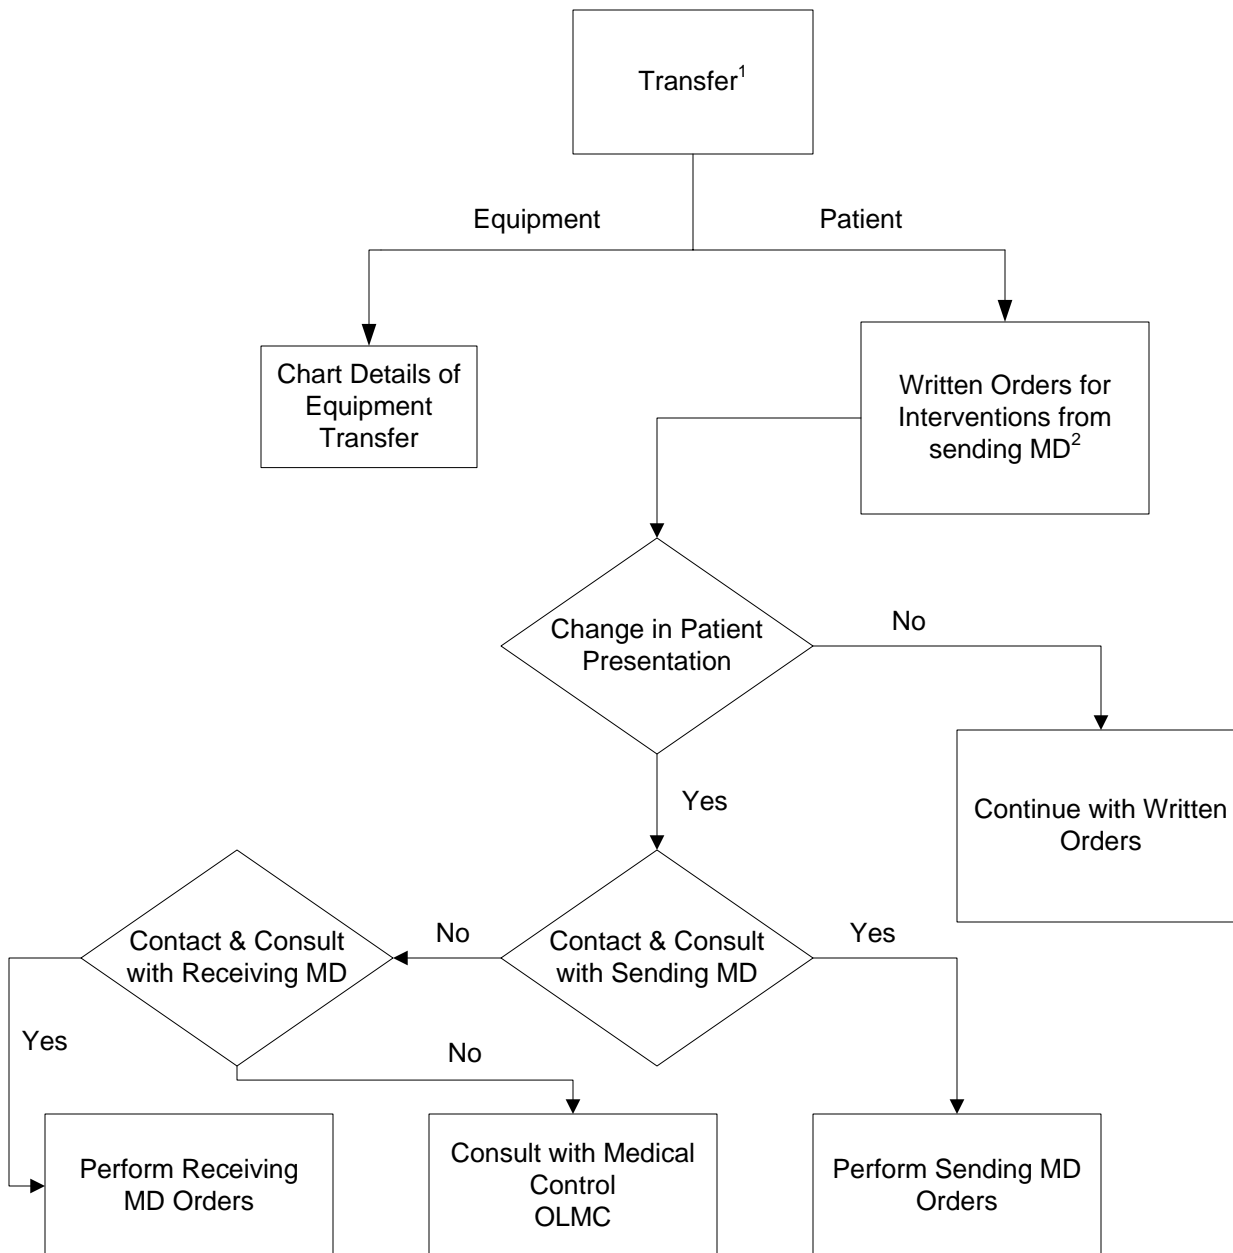 Transfer1
Equipment
Patient
Chart Details of
Equipment
Transfer
Written Orders for
Interventions from
sending MD2
Change in Patient
Presentation
No
Yes
Continue with Written
Orders
Contact & Consult
with Receiving MD
No
Contact & Consult
with Sending MD
Yes
Yes
No
Perform Receiving
MD Orders
Consult with Medical
Control
OLMC
Perform Sending MD
Orders